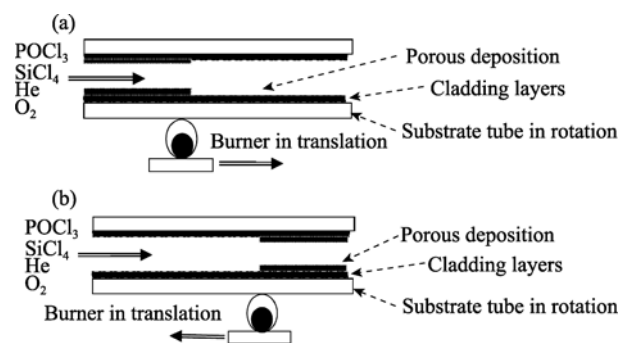 (a)
POCl₃
SiCl₄
He
O₂
Porous deposition
Cladding layers
Substrate tube in rotation
Burner in translation
(b)
POCl₃
SiCl₄
He
O₂
Porous deposition
Cladding layers
Substrate tube in rotation
Burner in translation